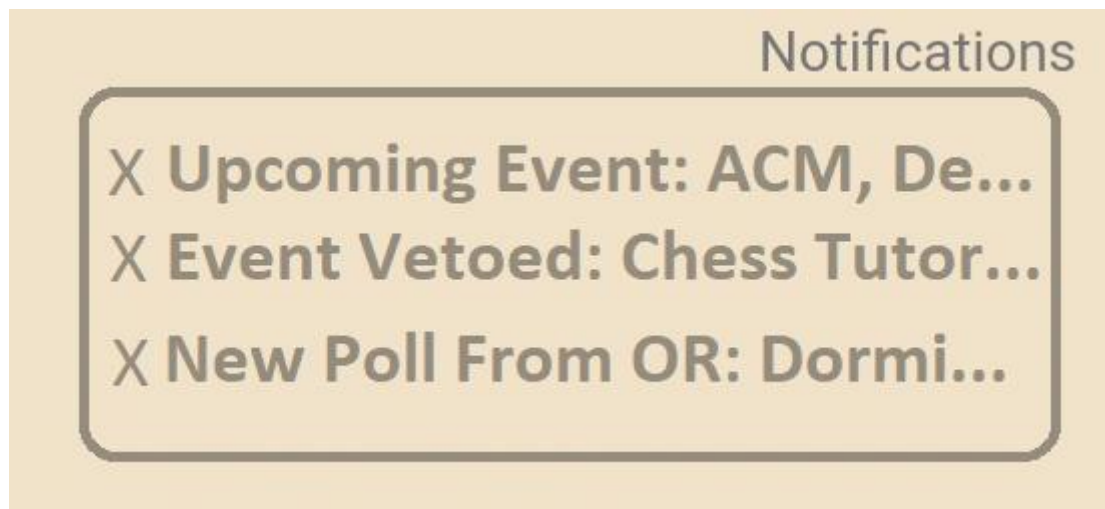 Notifications
X Upcoming Event: ACM, De...
X Event Vetoed: Chess Tutor...
X New Poll From OR: Dormi...